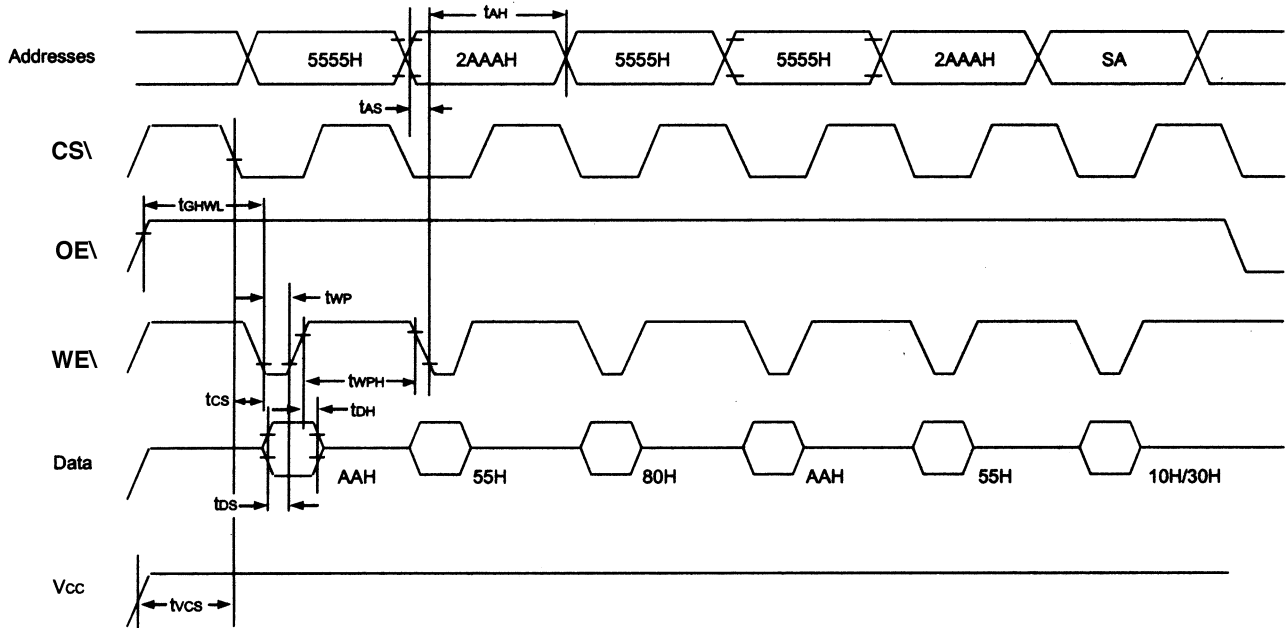 tAH
Addresses 5555H 2AAAH 5555H 5555H 2AAAH SA
tAS
CS\
tGHWL
OE\
tWP
WE\
tWPH
tCS
tDH
Data AAH 55H 80H AAH 55H 10H/30H
tDS
Vcc
tVCS